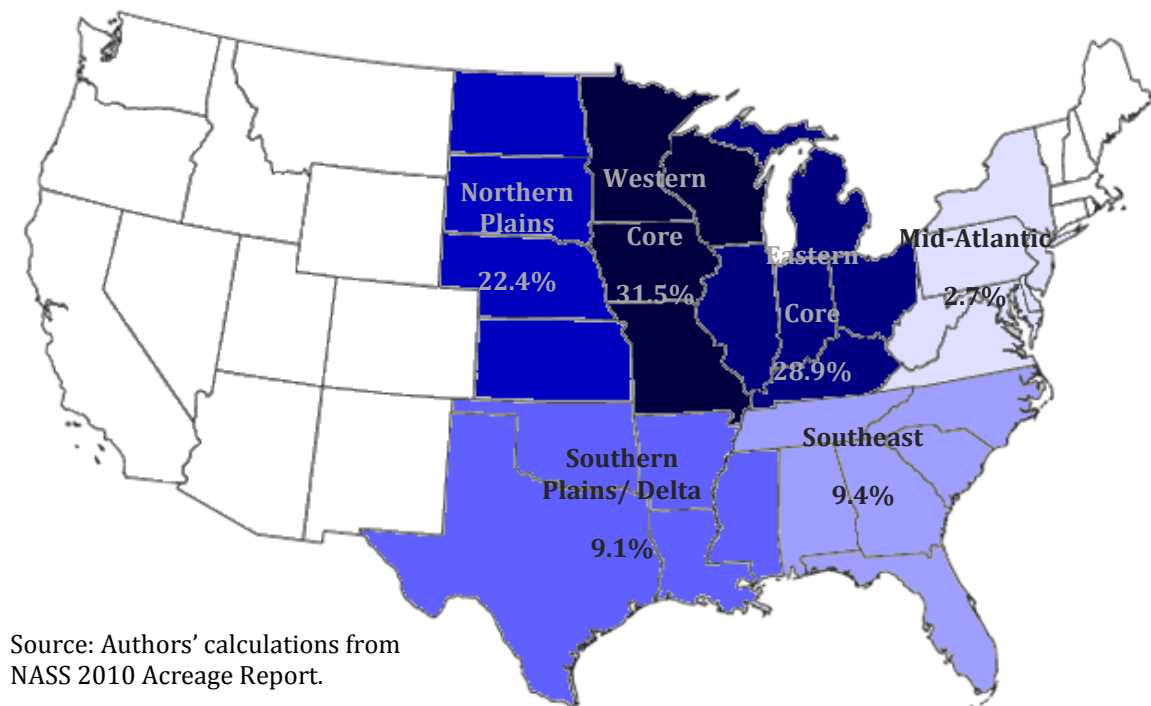 Northern
Plains
22.4%
Western
Core
31.5%
Eastern
Core
28.9%
Mid-Atlantic
2.7%
Southeast
9.4%
Southern
Plains/ Delta
9.1%
Source: Authors’ calculations from
NASS 2010 Acreage Report.